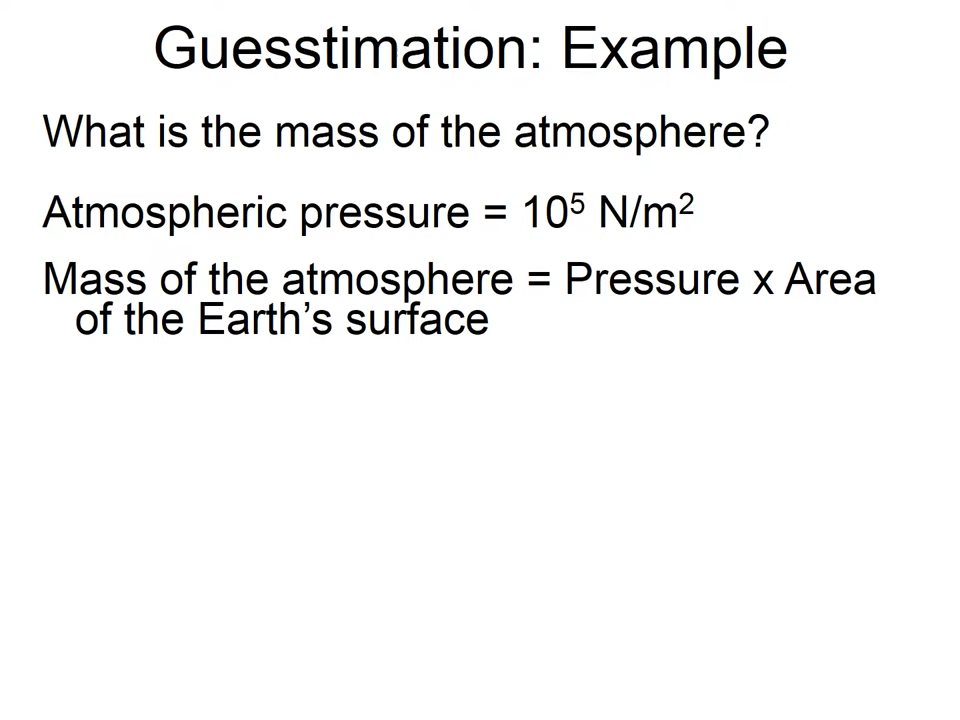 Guesstimation: Example
What is the mass of the atmosphere?
Atmospheric pressure = 10⁵ N/m²
Mass of the atmosphere = Pressure x Area
of the Earth’s surface